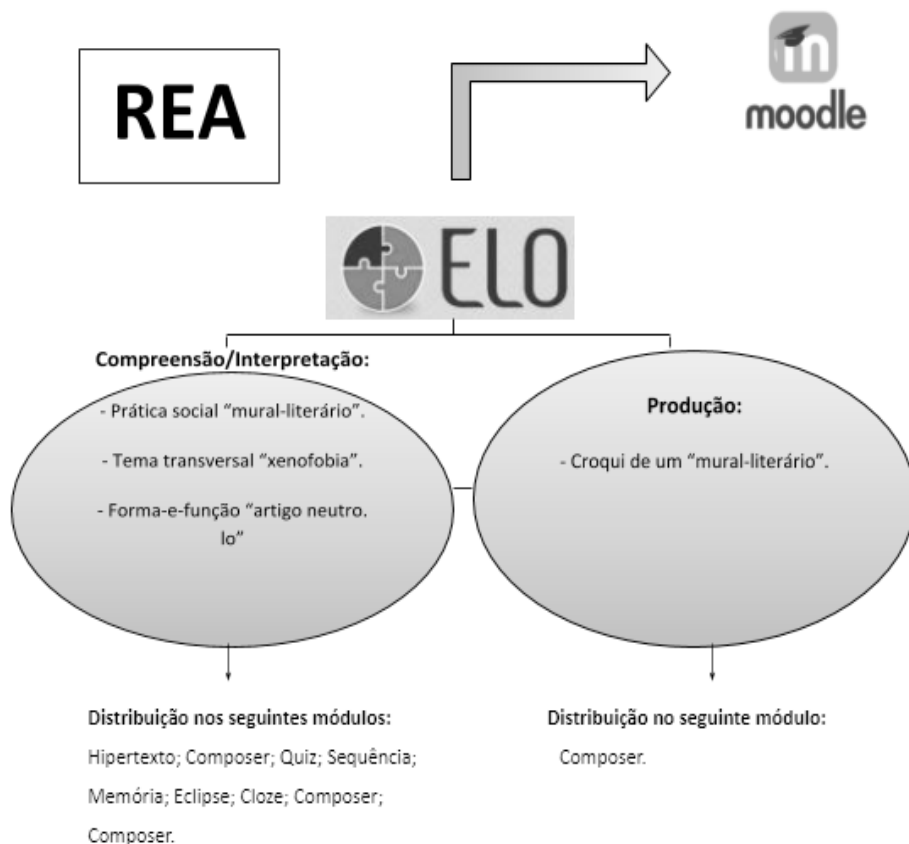 REA
moodle
ELO
Compreensão/Interpretação:
- Prática social “mural-literário”.
- Tema transversal “xenofobia”.
- Forma-e-função “artigo neutro.
lo”
Produção:
- Croqui de um “mural-literário”.
Distribuição nos seguintes módulos:
Hipertexto; Composer; Quiz; Sequência;
Memória; Eclipse; Cloze; Composer;
Composer.
Distribuição no seguinte módulo:
Composer.